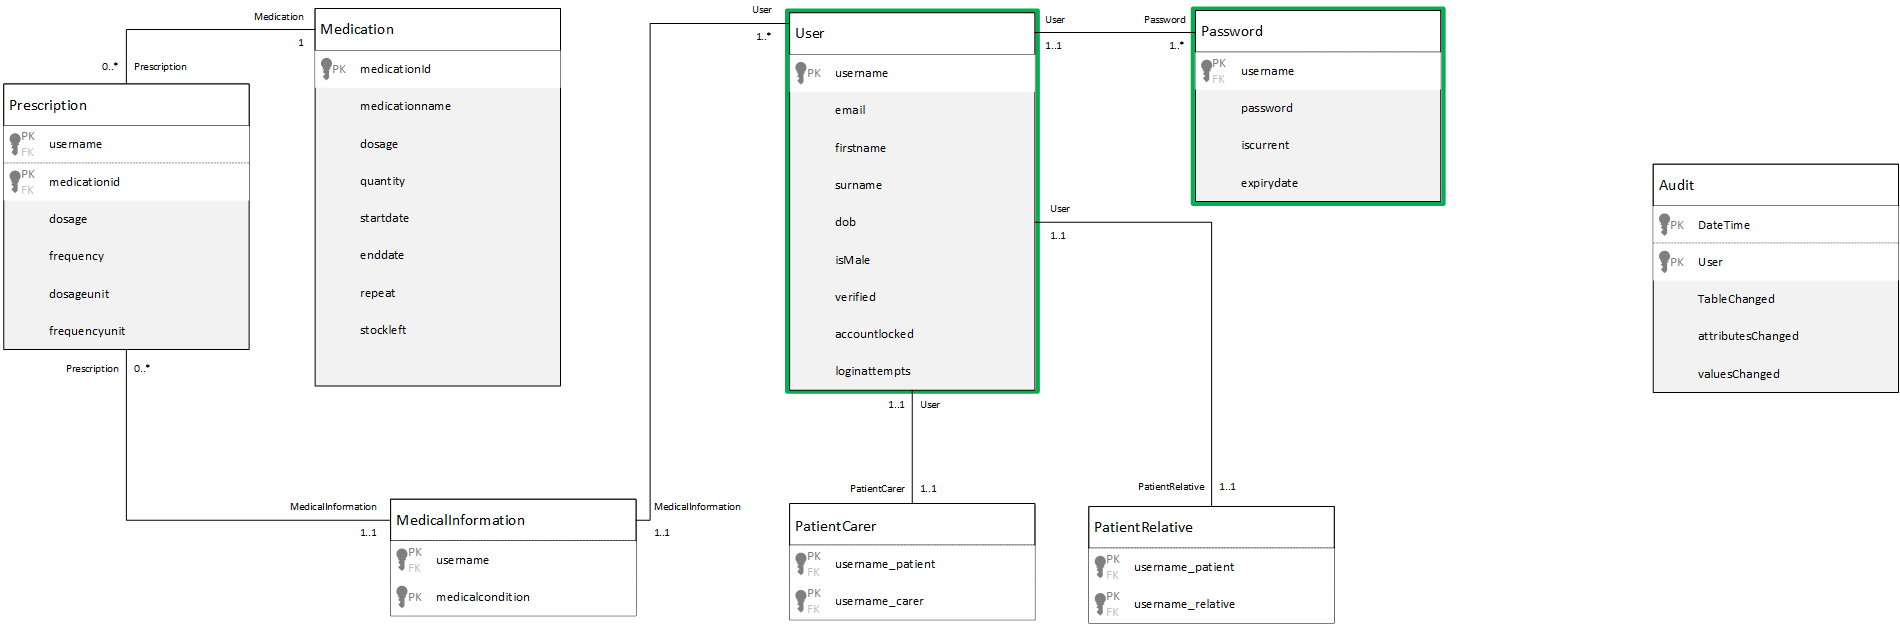 Medication
1
0..*
Prescription
Prescription
PK
FK
username
PK
FK
medicationid
dosage
frequency
dosageunit
frequencyunit
Prescription
0..*
Medication
PK
medicationId
medicationname
dosage
quantity
startdate
enddate
repeat
stockleft
MedicalInformation
1..1
MedicalInformation
PK
FK
username
PK
medicalcondition
MedicalInformation
1..1
User
1..*
User
PK
username
email
firstname
surname
dob
isMale
verified
accountlocked
loginattempts
User
1..1
Password
1..*
Password
PK
FK
username
password
iscurrent
expirydate
User
1..1
1..1
User
PatientCarer
1..1
PatientCarer
PK
FK
username_patient
PK
FK
username_carer
PatientRelative
1..1
PatientRelative
PK
FK
username_patient
PK
FK
username_relative
Audit
PK
DateTime
PK
User
TableChanged
attributesChanged
valuesChanged